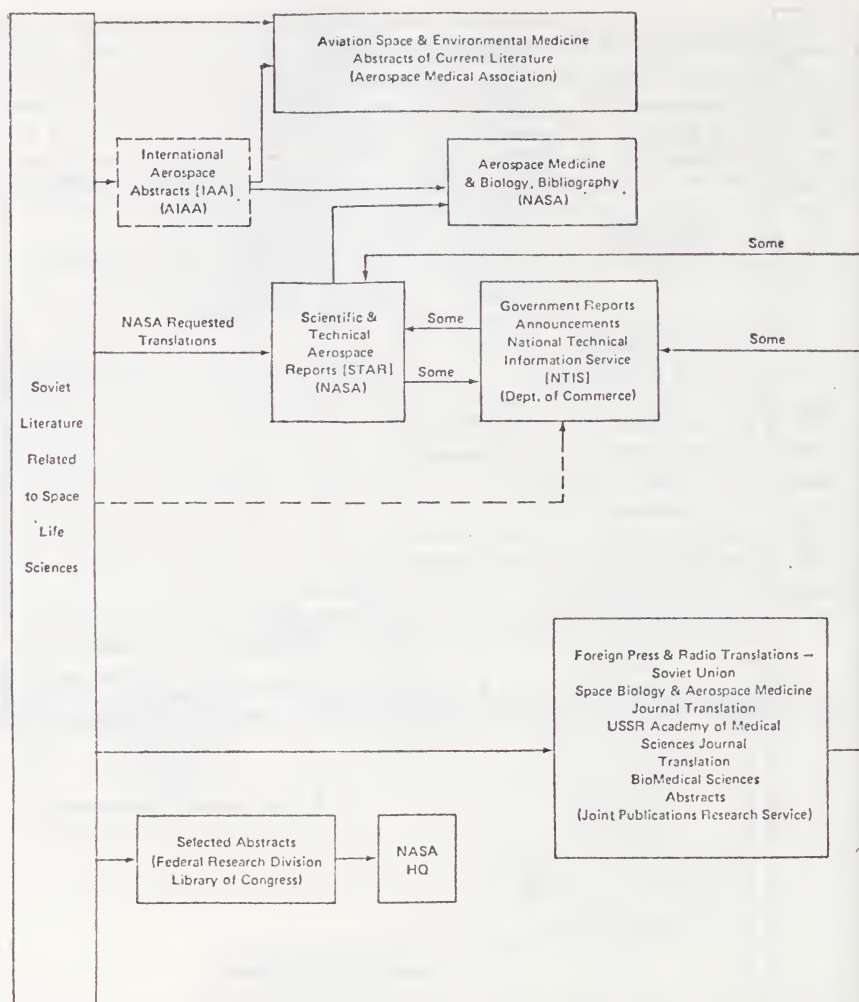 Aviation Space & Environmental Medicine
Abstracts of Current Literature
(Aerospace Medical Association)
International
Aerospace
Abstracts [IAA]
(AIAA)
Aerospace Medicine
& Biology, Bibliography
(NASA)
Some
NASA Requested
Translations
Scientific &
Technical
Aerospace
Reports [STAR]
(NASA)
Some
Some
Government Reports
Announcements
National Technical
Information Service
[NTIS]
(Dept. of Commerce)
Some
Soviet
Literature
Related
to Space
Life
Sciences
Foreign Press & Radio Translations –
Soviet Union
Space Biology & Aerospace Medicine
Journal Translation
USSR Academy of Medical
Sciences Journal
Translation
BioMedical Sciences
Abstracts
(Joint Publications Research Service)
Selected Abstracts
(Federal Research Division
Library of Congress)
NASA
HQ